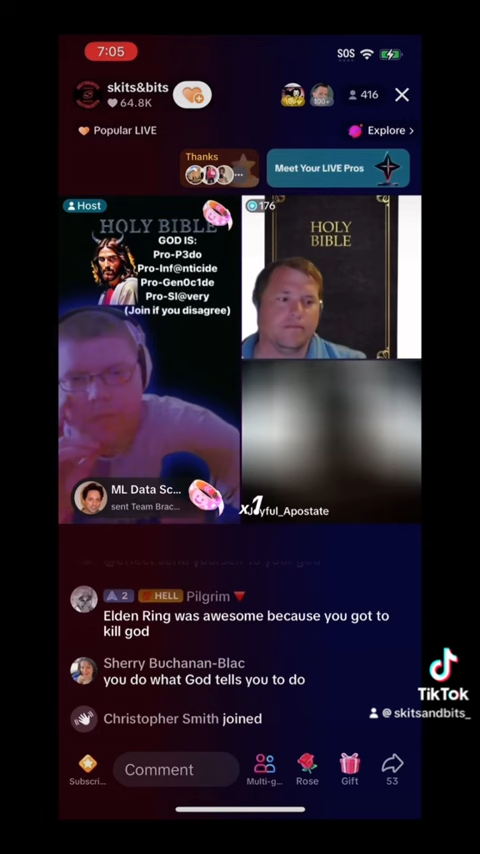 7:05
SOS
skits&bits
64.8K
416
Popular LIVE
Explore >
Thanks
Meet Your LIVE Pros
Host
176
HOLY BIBLE
GOD IS:
Pro-P3do
Pro-Inf@nticide
Pro-Gen0c1de
Pro-Sl@very
(Join if you disagree)
HOLY
BIBLE
ML Data Sc...
sent Team Brac...
x1
Joyful_Apostate
2 HELL Pilgrim
Elden Ring was awesome because you got to
kill god
Sherry Buchanan-Blac
you do what God tells you to do
Christopher Smith joined
TikTok
@skitsandbits_
Subscri...
Comment
Multi-g...
Rose
Gift
53